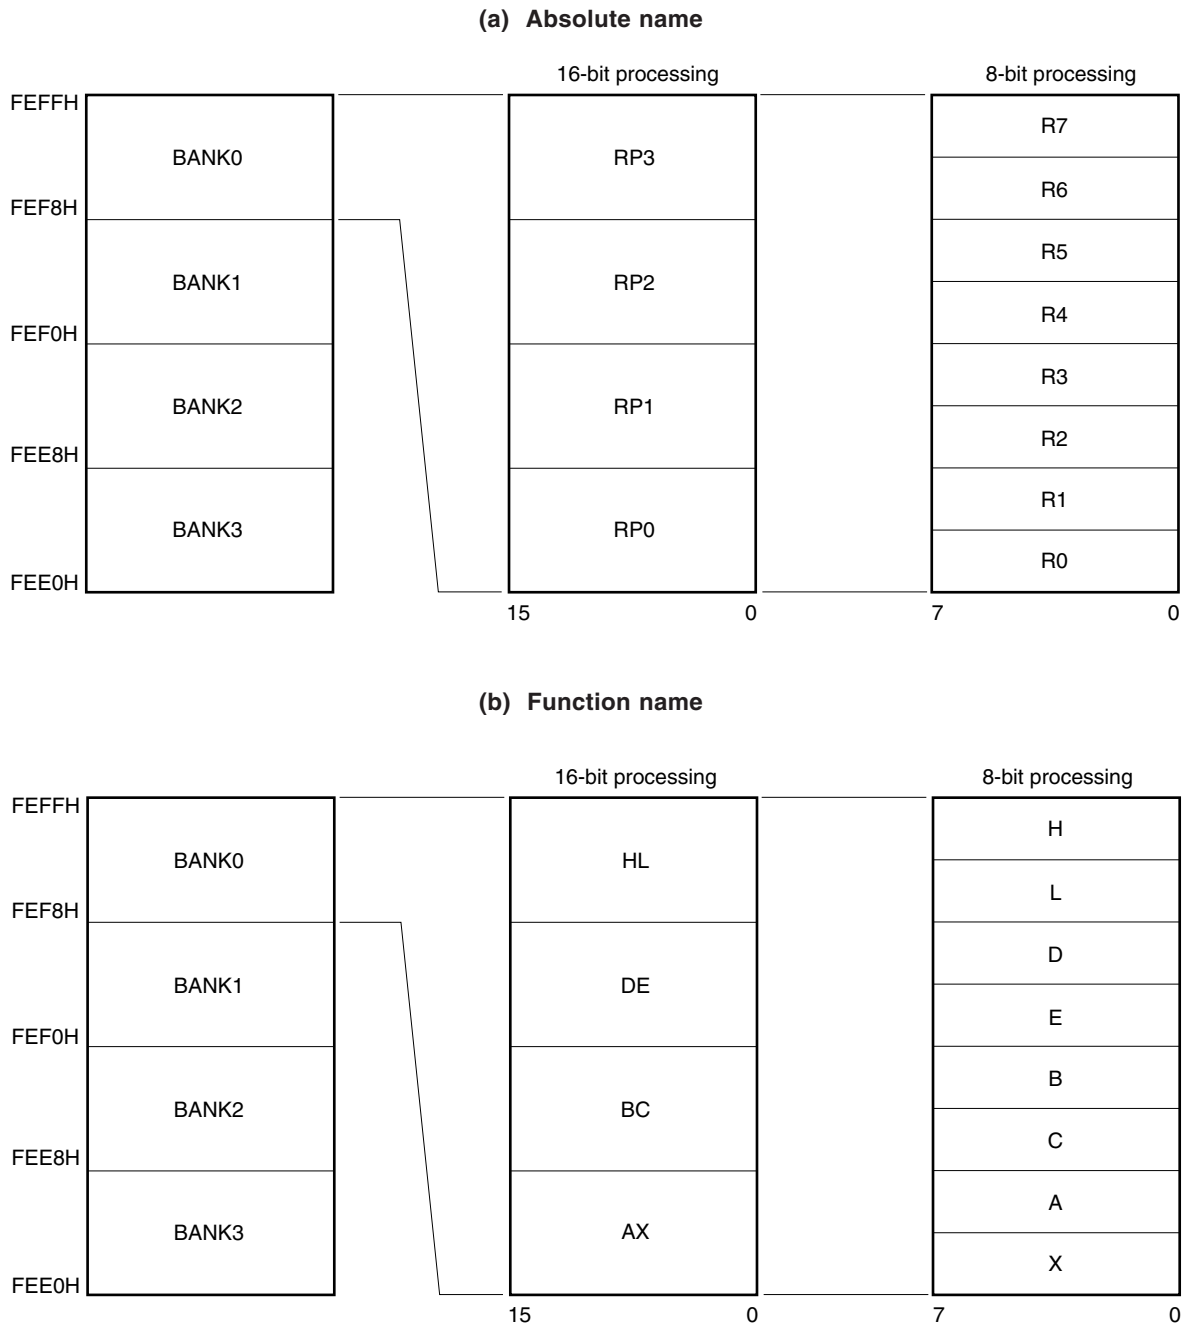 (a) Absolute name
16-bit processing
8-bit processing
FEFFH
BANK0
RP3
R7
R6
FEF8H
BANK1
RP2
R5
R4
FEF0H
BANK2
RP1
R3
R2
FEE8H
BANK3
RP0
R1
R0
FEE0H
15
0
7
0
(b) Function name
16-bit processing
8-bit processing
FEFFH
BANK0
HL
H
L
FEF8H
BANK1
DE
D
E
FEF0H
BANK2
BC
B
C
FEE8H
BANK3
AX
A
X
FEE0H
15
0
7
0